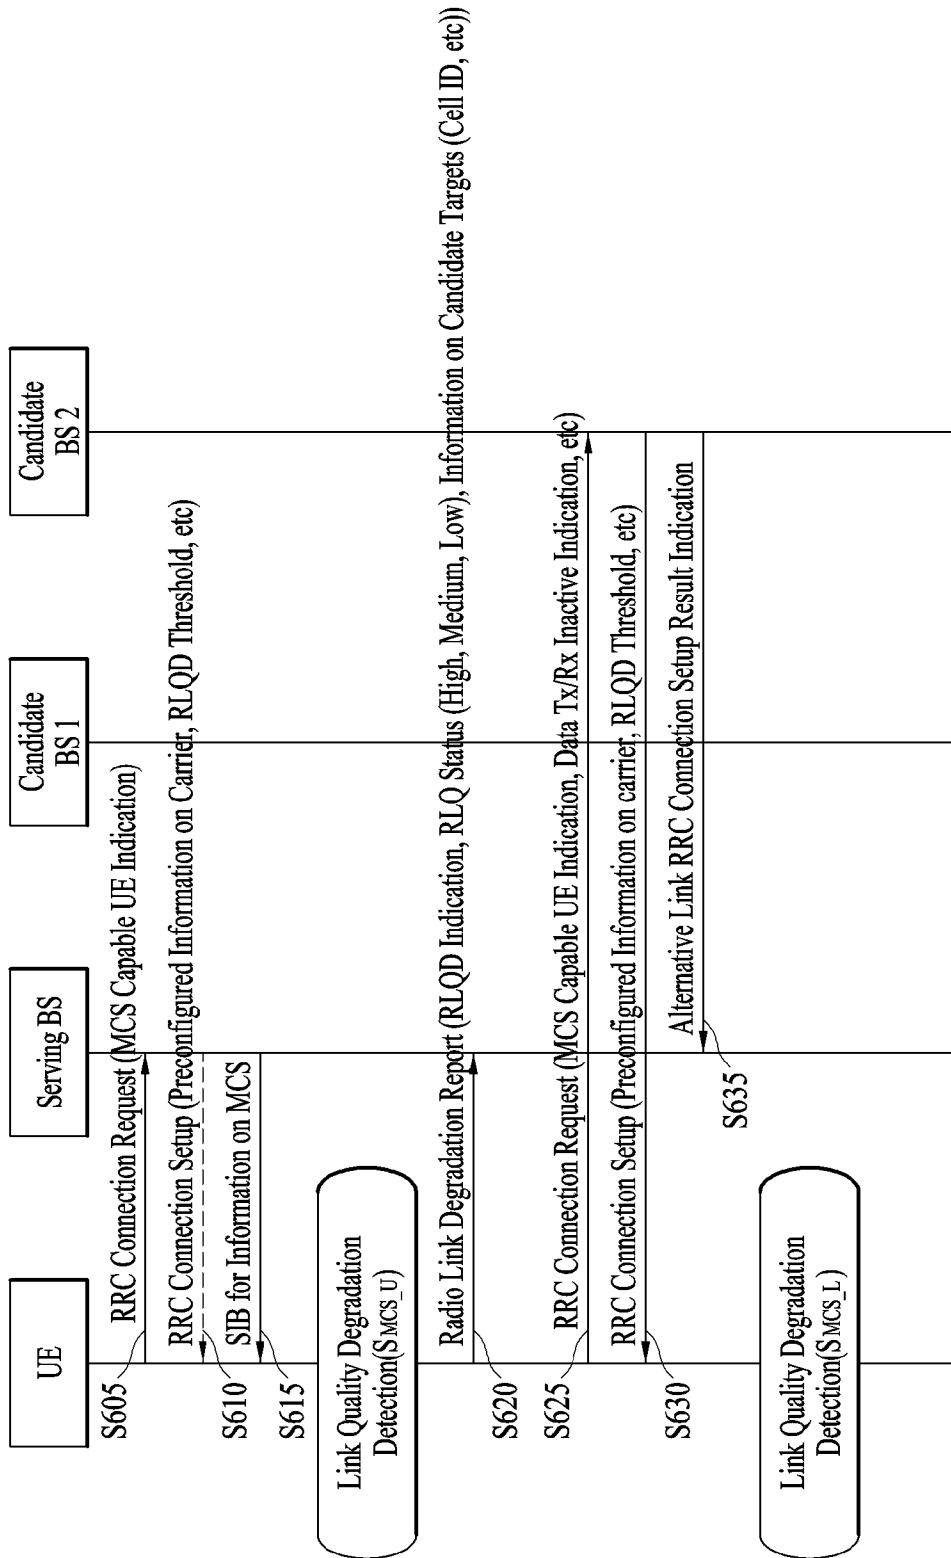 UE
Serving BS
Candidate
BS 1
Candidate
BS 2
RRC Connection Request (MCS Capable UE Indication)
S605
RRC Connection Setup (Preconfigured Information on Carrier, RLQD Threshold, etc)
S610
SIB for Information on MCS
S615
Link Quality Degradation
Detection(SMCS_U)
Radio Link Degradation Report (RLQD Indication, RLQ Status (High, Medium, Low), Information on Candidate Targets (Cell ID, etc))
S620
RRC Connection Request (MCS Capable UE Indication, Data Tx/Rx Inactive Indication, etc)
S625
RRC Connection Setup (Preconfigured Information on carrier, RLQD Threshold, etc)
S630
Alternative Link RRC Connection Setup Result Indication
S635
Link Quality Degradation
Detection(SMCS_L)